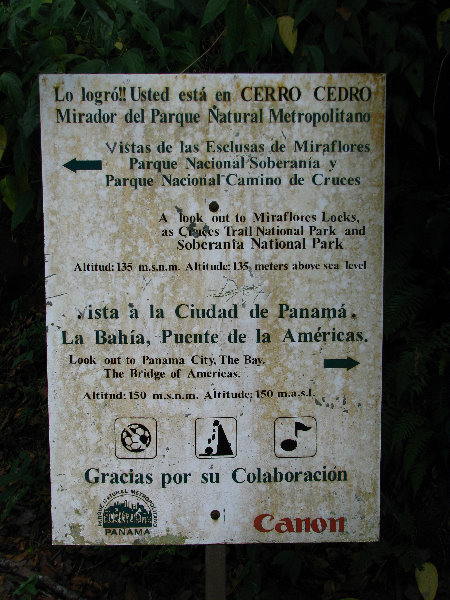 Lo logró!! Usted está en CERRO CEDRO
Mirador del Parque Natural Metropolitano
Vistas de las Esclusas de Miraflores
Parque Nacional Soberanía y
Parque Nacional Camino de Cruces
A look out to Miraflores Locks,
as Cruces Trail National Park and
Soberanía National Park
Altitud: 135 m.s.n.m. Altitude: 135 meters above sea level
Vista à la Ciudad de Panamá,
La Bahía, Puente de la Américas.
Look out to Panama City, The Bay,
The Bridge of Americas.
Altitud: 150 m.s.n.m. Altitude: 150 m.a.s.l.
Gracias por su Colaboración
PARQUE NATURAL METROPOLITANO
PANAMA
Canon